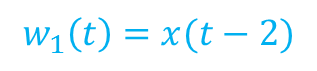 w₁(t) = x(t − 2)